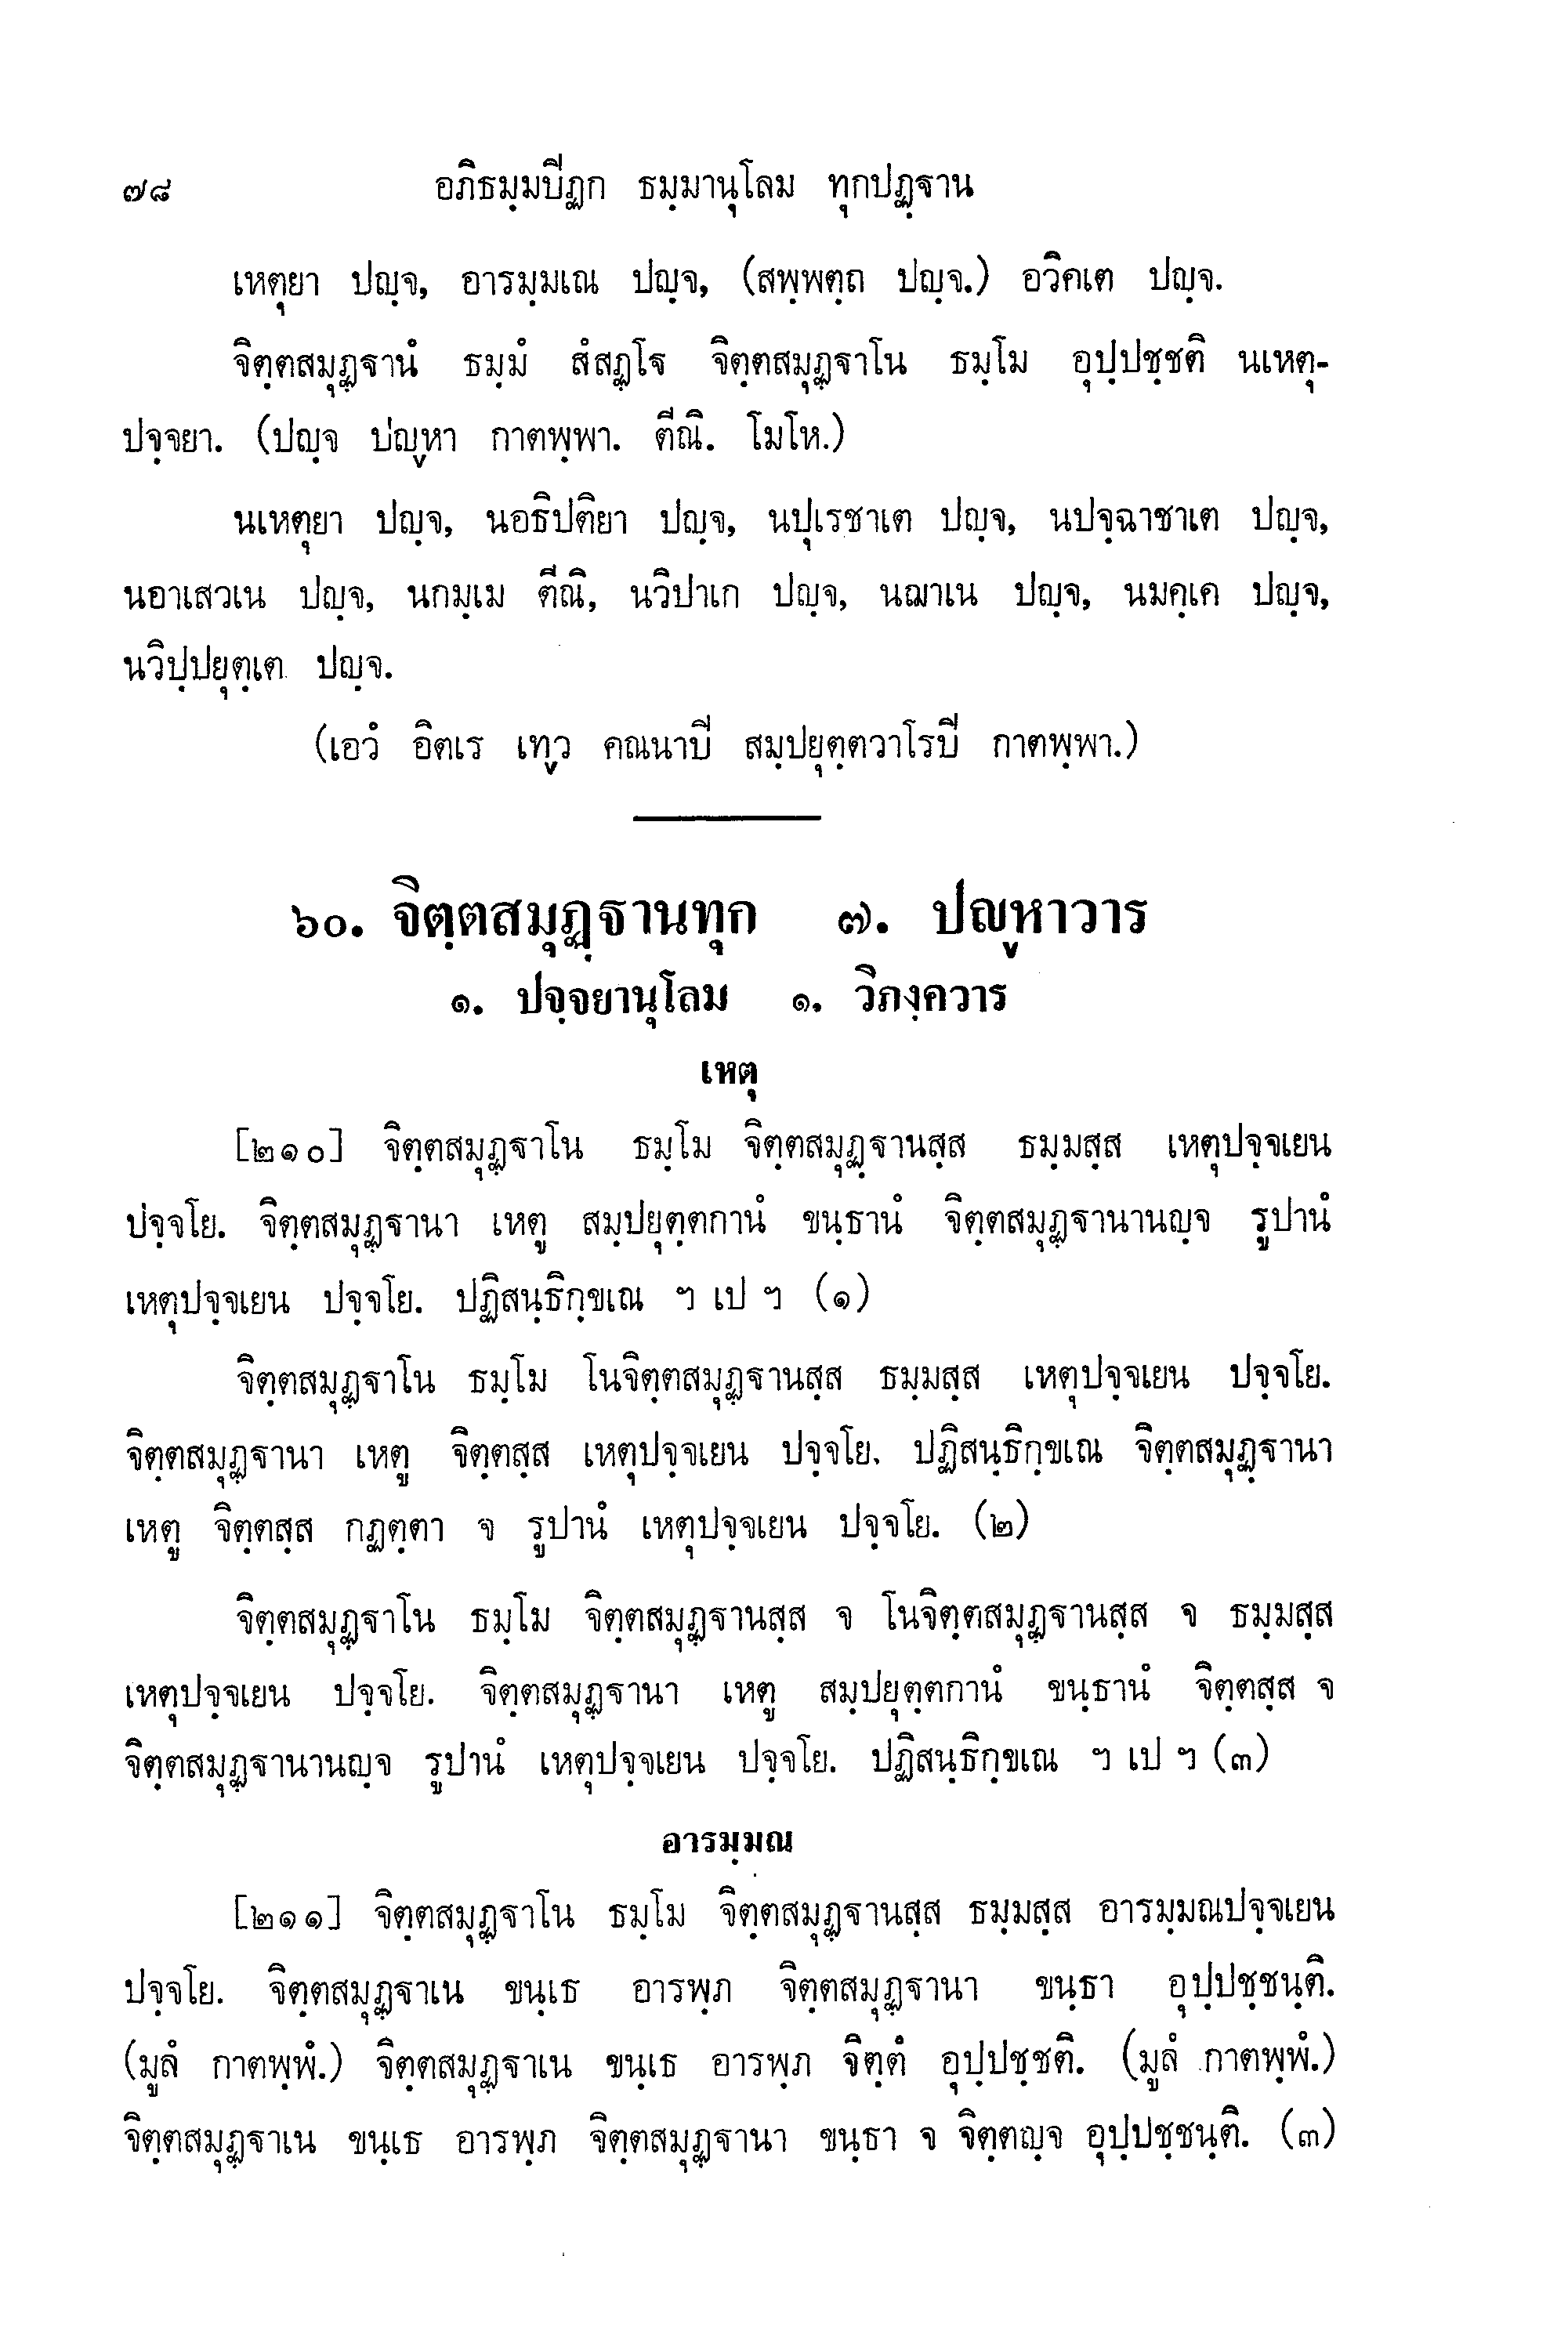 ๗๘ อภิธมฺมปิฏก ธมฺมานุโลม ทุกปฏฺฐาน
เหตุยา ปญฺจ, อารมฺมเณ ปญฺจ, (สพฺพตฺถ ปญฺจ.) อวิคเต ปญฺจ.
จิตฺตสมุฏฺฐานํ ธมฺมํ สํสฏฺโฐ จิตฺตสมุฏฺฐาโน ธมฺโม อุปฺปชฺชติ นเหตุ-
ปจฺจยา. (ปญฺจ ปญฺหา กาตพฺพา. ตีณิ. โมโห.)
นเหตุยา ปญฺจ, นอธิปติยา ปญฺจ, นปุเรชาเต ปญฺจ, นปจฺฉาชาเต ปญฺจ,
นอาเสวเน ปญฺจ, นกมฺเม ตีณิ, นวิปาเก ปญฺจ, นฌาเน ปญฺจ, นมคฺเค ปญฺจ,
นวิปฺปยุตฺเต ปญฺจ.
(เอวํ อิตเร เทฺว คณนาปิ สมฺปยุตฺตวาโรปิ กาตพฺพา.)
๖๐. จิตฺตสมุฏฺฐานทุก ๗. ปญฺหาวาร
๑. ปจฺจยานุโลม ๑. วิภงฺควาร
เหตุ
[๒๑๐] จิตฺตสมุฏฺฐาโน ธมฺโม จิตฺตสมุฏฺฐานสฺส ธมฺมสฺส เหตุปจฺจเยน
ปจฺจโย. จิตฺตสมุฏฺฐานา เหตู สมฺปยุตฺตกานํ ขนฺธานํ จิตฺตสมุฏฺฐานานญฺจ รูปานํ
เหตุปจฺจเยน ปจฺจโย. ปฏิสนฺธิกฺขเณ ฯ เป ฯ (๑)
จิตฺตสมุฏฺฐาโน ธมฺโม โนจิตฺตสมุฏฺฐานสฺส ธมฺมสฺส เหตุปจฺจเยน ปจฺจโย.
จิตฺตสมุฏฺฐานา เหตู จิตฺตสฺส เหตุปจฺจเยน ปจฺจโย. ปฏิสนฺธิกฺขเณ จิตฺตสมุฏฺฐานา
เหตู จิตฺตสฺส กฏตฺตา จ รูปานํ เหตุปจฺจเยน ปจฺจโย. (๒)
จิตฺตสมุฏฺฐาโน ธมฺโม จิตฺตสมุฏฺฐานสฺส จ โนจิตฺตสมุฏฺฐานสฺส จ ธมฺมสฺส
เหตุปจฺจเยน ปจฺจโย. จิตฺตสมุฏฺฐานา เหตู สมฺปยุตฺตกานํ ขนฺธานํ จิตฺตสฺส จ
จิตฺตสมุฏฺฐานานญฺจ รูปานํ เหตุปจฺจเยน ปจฺจโย. ปฏิสนฺธิกฺขเณ ฯ เป ฯ (๓)
อารมฺมณ
[๒๑๑] จิตฺตสมุฏฺฐาโน ธมฺโม จิตฺตสมุฏฺฐานสฺส ธมฺมสฺส อารมฺมณปจฺจเยน
ปจฺจโย. จิตฺตสมุฏฺฐาเน ขนฺเธ อารพฺภ จิตฺตสมุฏฺฐานา ขนฺธา อุปฺปชฺชนฺติ.
(มูลํ กาตพฺพํ.) จิตฺตสมุฏฺฐาเน ขนฺเธ อารพฺภ จิตฺตํ อุปฺปชฺชติ. (มูลํ กาตพฺพํ.)
จิตฺตสมุฏฺฐาเน ขนฺเธ อารพฺภ จิตฺตสมุฏฺฐานา ขนฺธา จ จิตฺตญฺจ อุปฺปชฺชนฺติ. (๓)